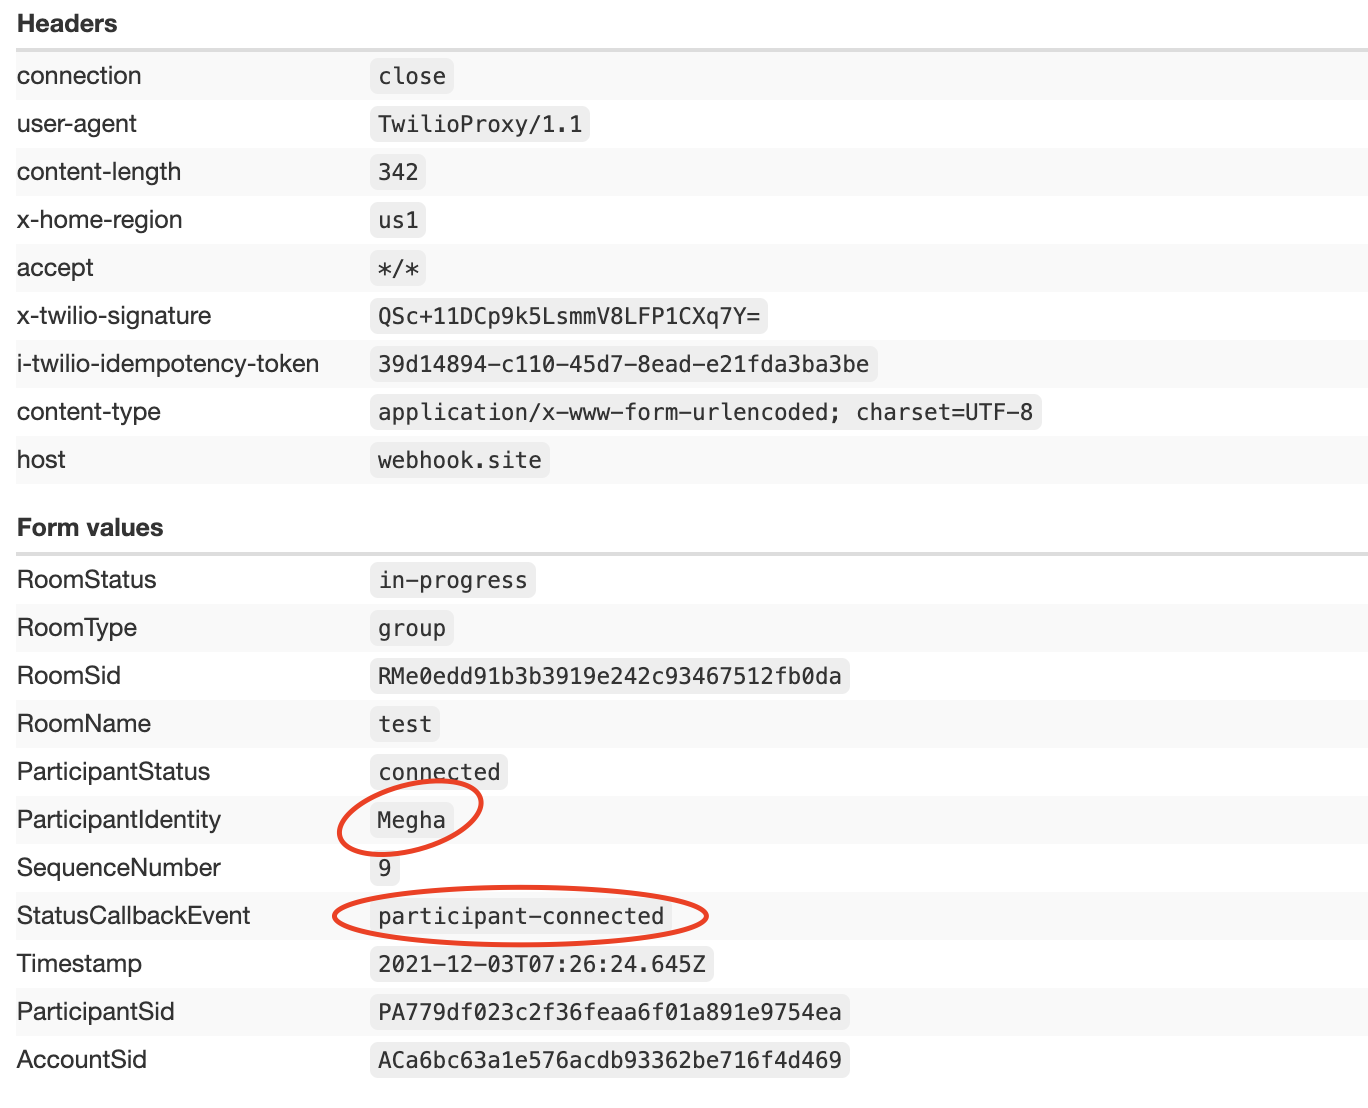 Headers
connection close
user-agent TwilioProxy/1.1
content-length 342
x-home-region us1
accept */*
x-twilio-signature QSc+11DCp9k5LsmmV8LFP1CXq7Y=
i-twilio-idempotency-token 39d14894-c110-45d7-8ead-e21fda3ba3be
content-type application/x-www-form-urlencoded; charset=UTF-8
host webhook.site
Form values
RoomStatus in-progress
RoomType group
RoomSid RMe0edd91b3b3919e242c93467512fb0da
RoomName test
ParticipantStatus connected
ParticipantIdentity Megha
SequenceNumber 9
StatusCallbackEvent participant-connected
Timestamp 2021-12-03T07:26:24.645Z
ParticipantSid PA779df023c2f36feaa6f01a891e9754ea
AccountSid ACa6bc63a1e576acdb93362be716f4d469